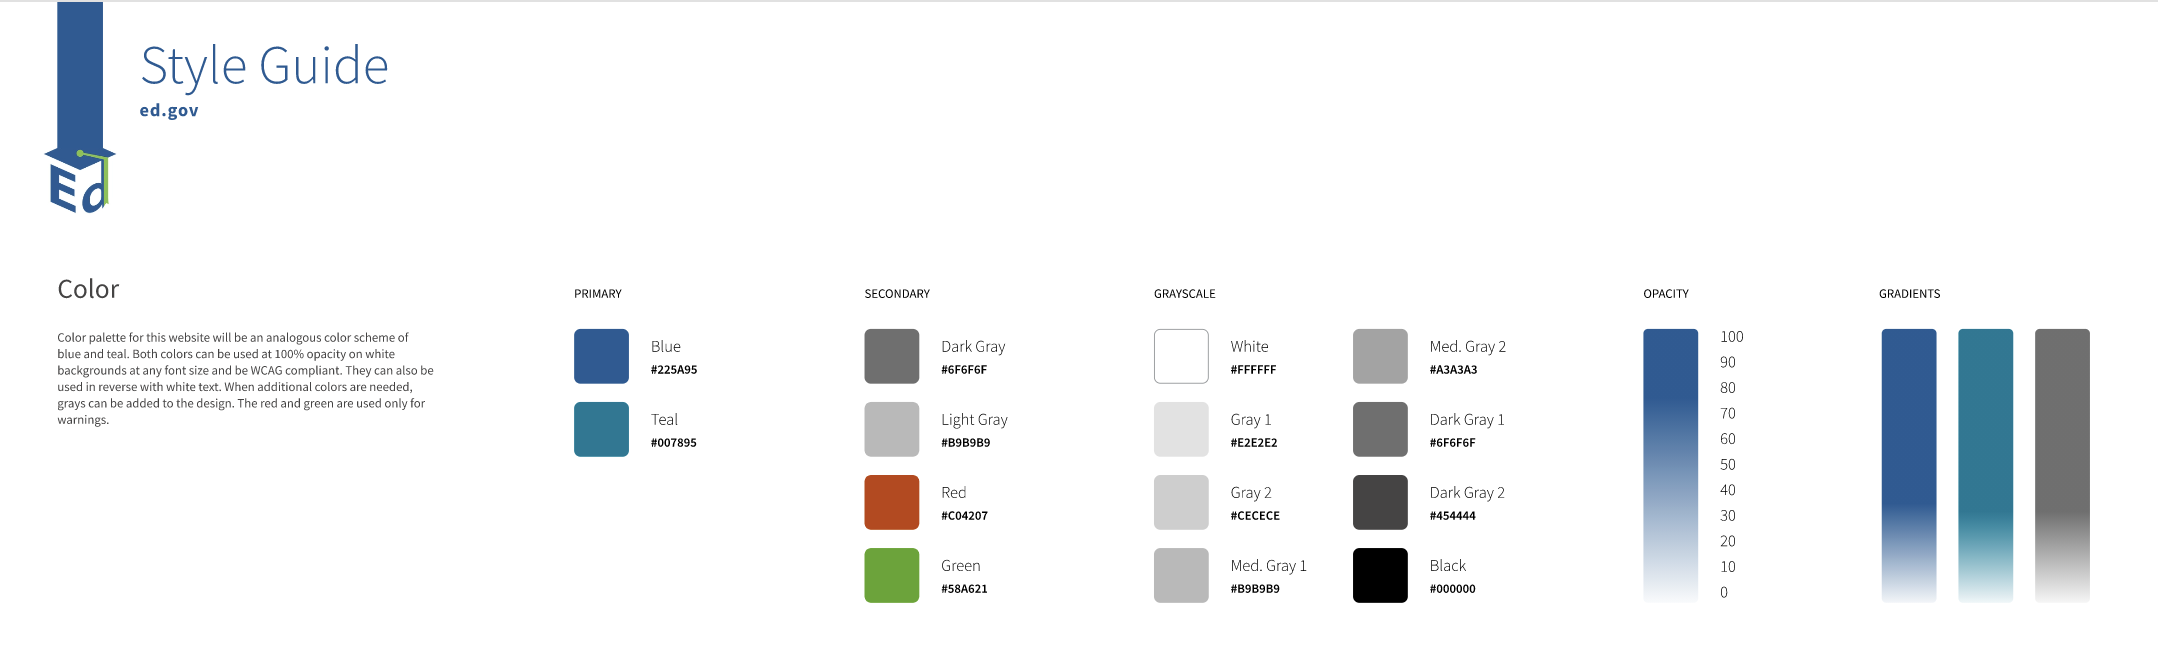 Style Guide
ed.gov
Ed
Color
Color palette for this website will be an analogous color scheme of
blue and teal. Both colors can be used at 100% opacity on white
backgrounds at any font size and be WCAG compliant. They can also be
used in reverse with white text. When additional colors are needed,
grays can be added to the design. The red and green are used only for
warnings.
PRIMARY
Blue
#225A95
Teal
#007895
SECONDARY
Dark Gray
#6F6F6F
Light Gray
#B9B9B9
Red
#C04207
Green
#58A621
GRAYSCALE
White
#FFFFFF
Gray 1
#E2E2E2
Gray 2
#CECECE
Med. Gray 1
#B9B9B9
Med. Gray 2
#A3A3A3
Dark Gray 1
#6F6F6F
Dark Gray 2
#454444
Black
#000000
OPACITY
100
90
80
70
60
50
40
30
20
10
0
GRADIENTS